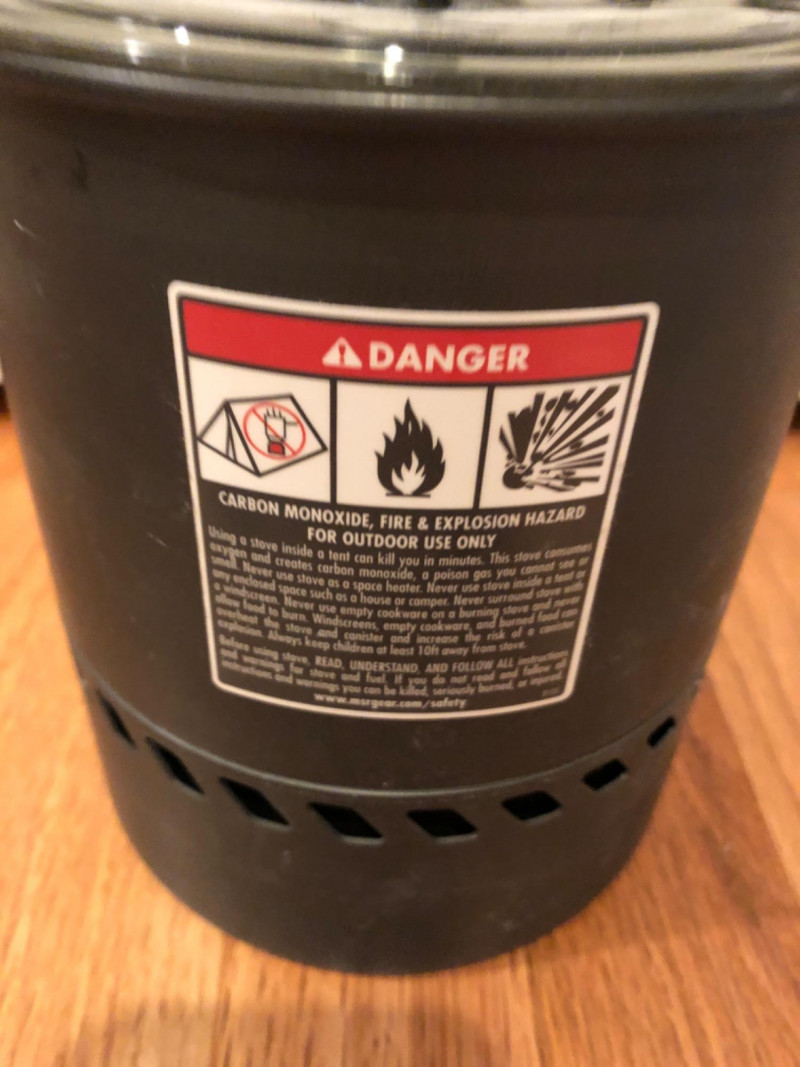 DANGER
CARBON MONOXIDE, FIRE & EXPLOSION HAZARD
FOR OUTDOOR USE ONLY
Using a stove inside a tent can kill you in minutes. This stove consumes
oxygen and creates carbon monoxide, a poison gas you cannot see or
smell. Never use stove as a space heater. Never use stove inside a tent or
any enclosed space such as a house or camper. Never surround stove with
a windscreen. Never use empty cookware on a burning stove and never
allow food to burn. Windscreens, empty cookware, and burned food can
overheat the stove and canister and increase the risk of a canister
explosion. Always keep children at least 10ft away from stove.
Before using stove, READ, UNDERSTAND, AND FOLLOW ALL instructions
and warnings for stove and fuel. If you do not read and follow all
instructions and warnings you can be killed, seriously burned, or injured.
www.msrgear.com/safety